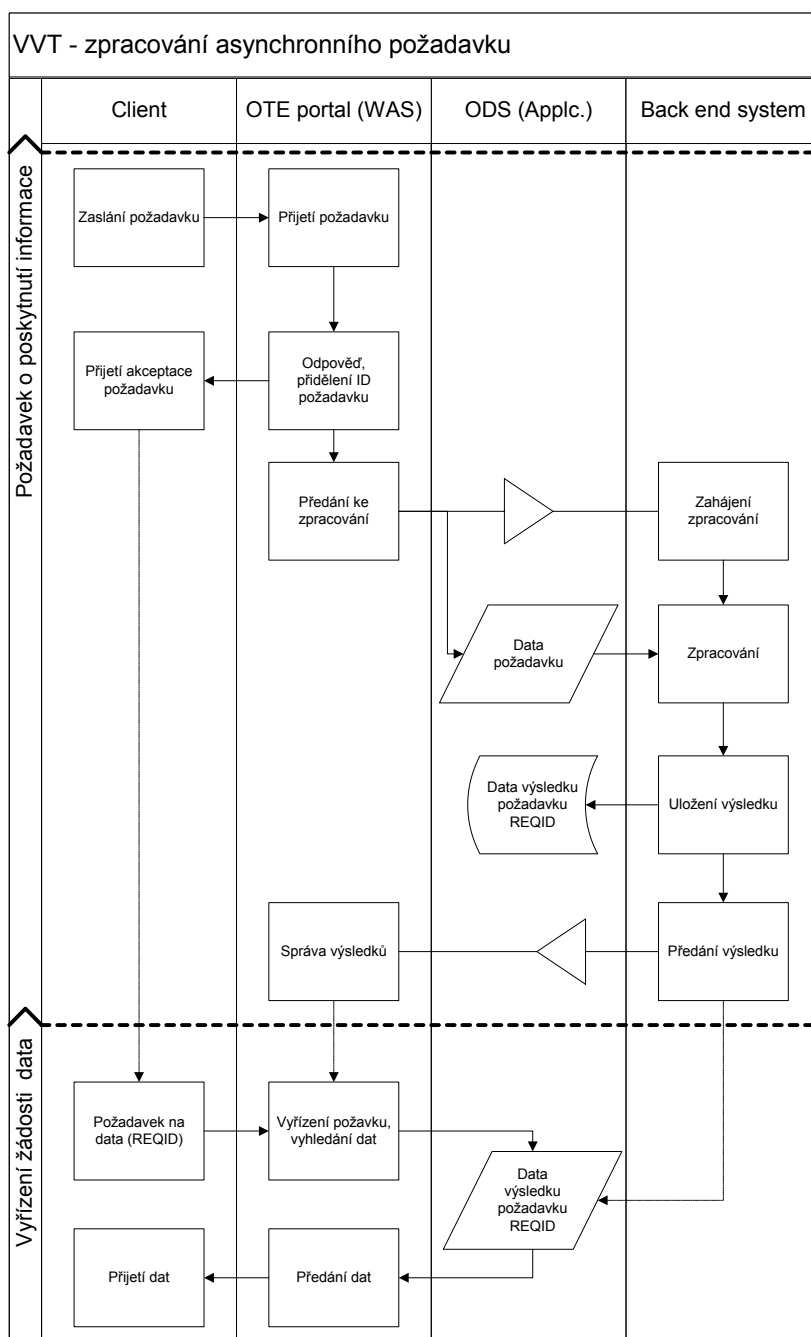 VVT - zpracování asynchronního požadavku
Client
OTE portal (WAS)
ODS (Applc.)
Back end system
Požadavek o poskytnutí informace
Zaslání požadavku
Přijetí požadavku
Přijetí akceptace
požadavku
Odpověď,
přidělení ID
požadavku
Předání ke
zpracování
Zahájení
zpracování
Data
požadavku
Zpracování
Data výsledku
požadavku
REQID
Uložení výsledku
Správa výsledků
Předání výsledku
Vyřízení žádosti data
Požadavek na
data (REQID)
Vyřízení požavku,
vyhledání dat
Data
výsledku
požadavku
REQID
Přijetí dat
Předání dat